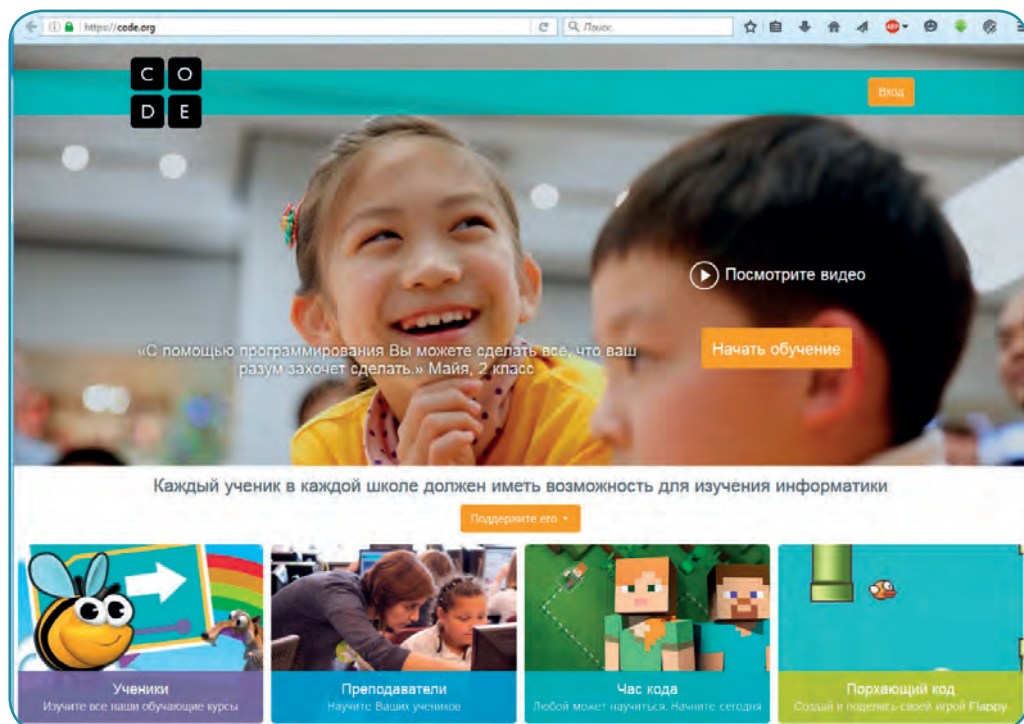 https://code.org
Поиск
C O
D E
Вход
Посмотрите видео
Начать обучение
«С помощью программирования Вы можете сделать всё, что ваш
разум захочет сделать.» Майя, 2 класс
Каждый ученик в каждой школе должен иметь возможность для изучения информатики
Поддержите его
Ученики
Изучите все наши обучающие курсы
Преподаватели
Научите Ваших учеников
Час кода
Любой может научиться. Начните сегодня
Порхающий код
Создай и поделись своей игрой Flappy